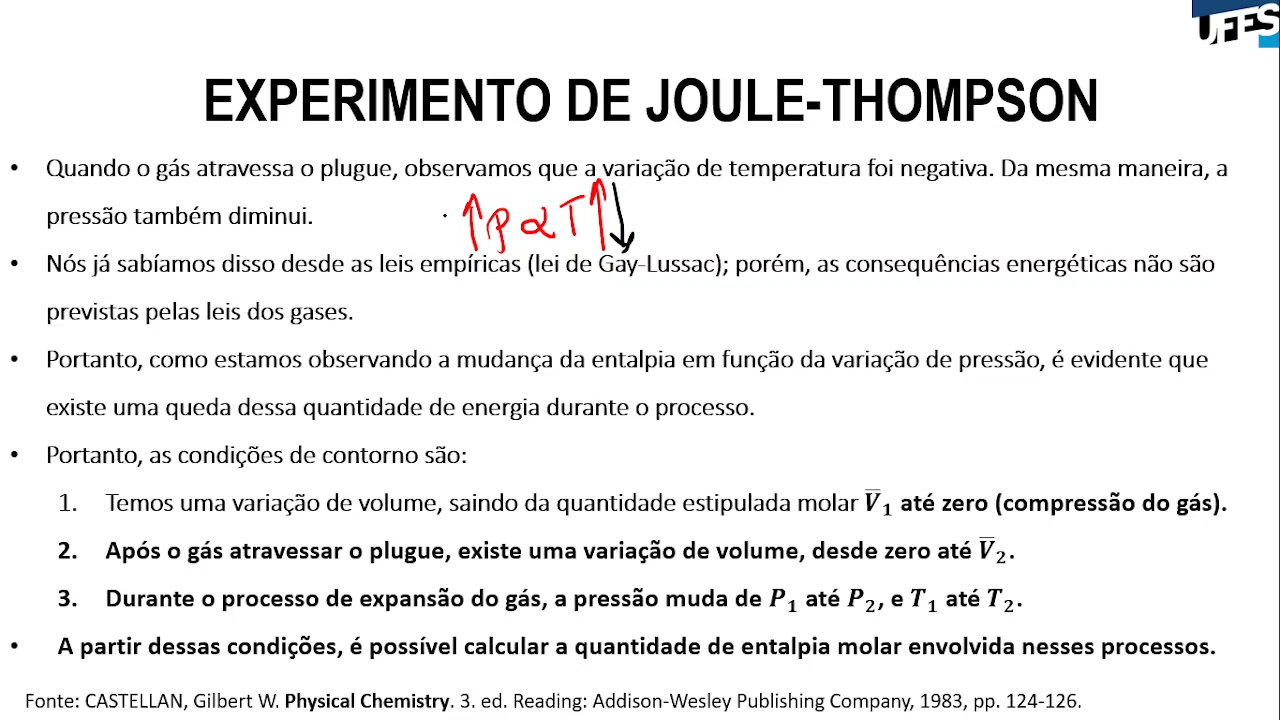 UFES
EXPERIMENTO DE JOULE-THOMPSON
• Quando o gás atravessa o plugue, observamos que a variação de temperatura foi negativa. Da mesma maneira, a
pressão também diminui.
↑P∝T↑↓
• Nós já sabíamos disso desde as leis empíricas (lei de Gay-Lussac); porém, as consequências energéticas não são
previstas pelas leis dos gases.
• Portanto, como estamos observando a mudança da entalpia em função da variação de pressão, é evidente que
existe uma queda dessa quantidade de energia durante o processo.
• Portanto, as condições de contorno são:
1. Temos uma variação de volume, saindo da quantidade estipulada molar V̅₁ até zero (compressão do gás).
2. Após o gás atravessar o plugue, existe uma variação de volume, desde zero até V̅₂.
3. Durante o processo de expansão do gás, a pressão muda de P₁ até P₂, e T₁ até T₂.
• A partir dessas condições, é possível calcular a quantidade de entalpia molar envolvida nesses processos.
Fonte: CASTELLAN, Gilbert W. Physical Chemistry. 3. ed. Reading: Addison-Wesley Publishing Company, 1983, pp. 124-126.